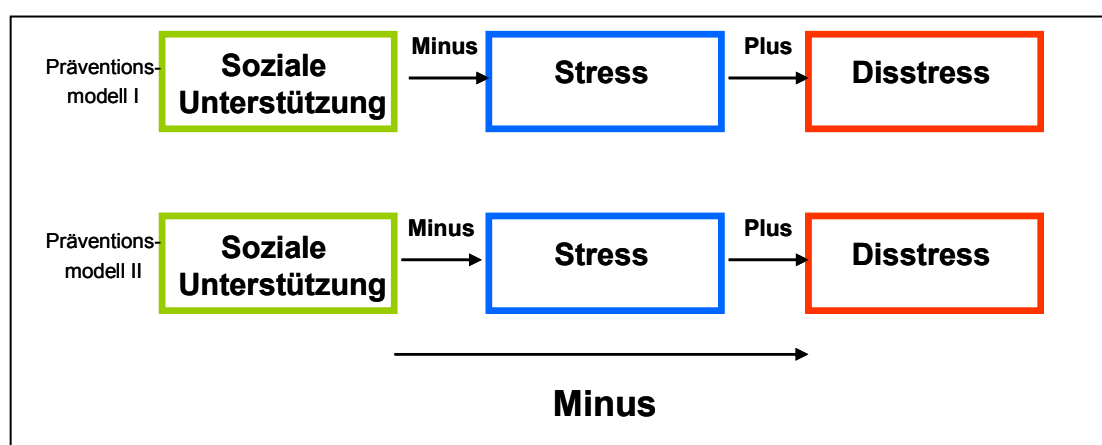 Präventions-
modell I
Soziale
Unterstützung
Minus
Stress
Plus
Disstress
Präventions-
modell II
Soziale
Unterstützung
Minus
Stress
Plus
Disstress
Minus